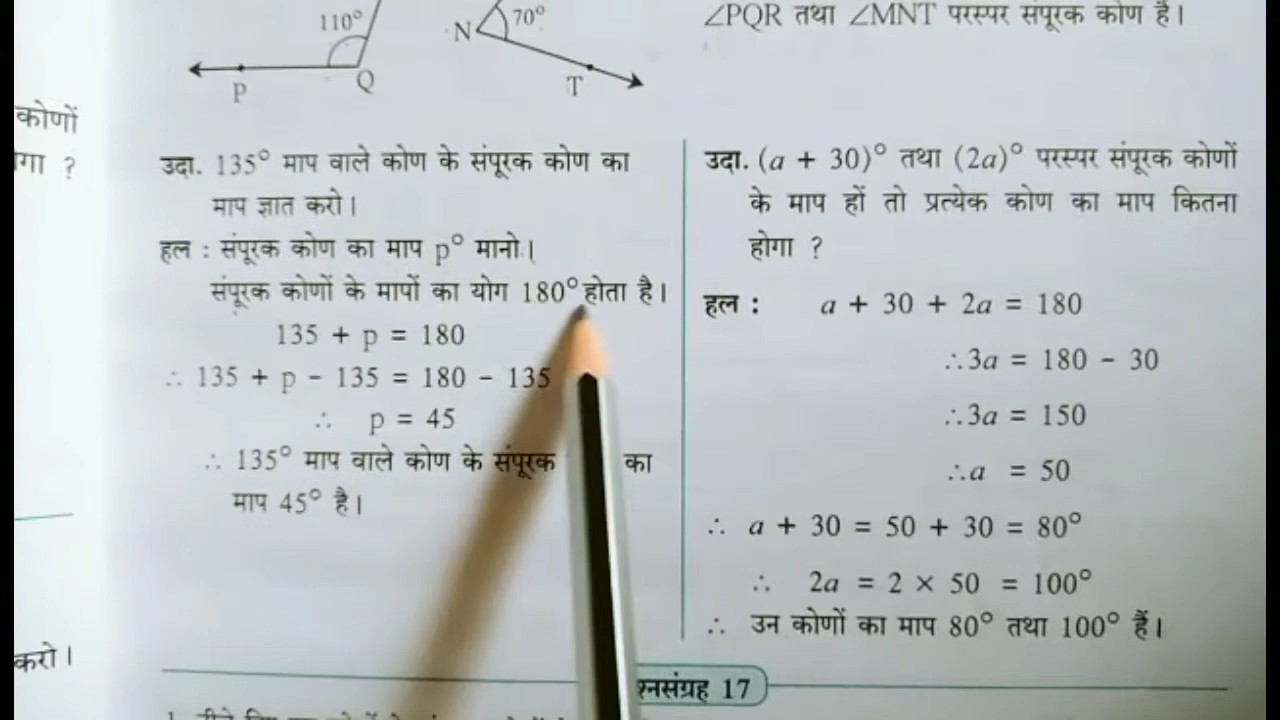 110°
P
Q
N
70°
T
∠PQR तथा ∠MNT परस्पर संपूरक कोण हैं।
कोणों
?
उदा. 135° माप वाले कोण के संपूरक कोण का
माप ज्ञात करो।
हल : संपूरक कोण का माप p° मानो।
संपूरक कोणों के मापों का योग 180° होता है।
135 + p = 180
∴ 135 + p − 135 = 180 − 135
∴ p = 45
∴ 135° माप वाले कोण के संपूरक का
माप 45° है।
उदा. (a + 30)° तथा (2a)° परस्पर संपूरक कोणों
के माप हों तो प्रत्येक कोण का माप कितना
होगा ?
हल : a + 30 + 2a = 180
∴3a = 180 − 30
∴3a = 150
∴a = 50
∴ a + 30 = 50 + 30 = 80°
∴ 2a = 2 × 50 = 100°
∴ उन कोणों का माप 80° तथा 100° हैं।
करो।
17